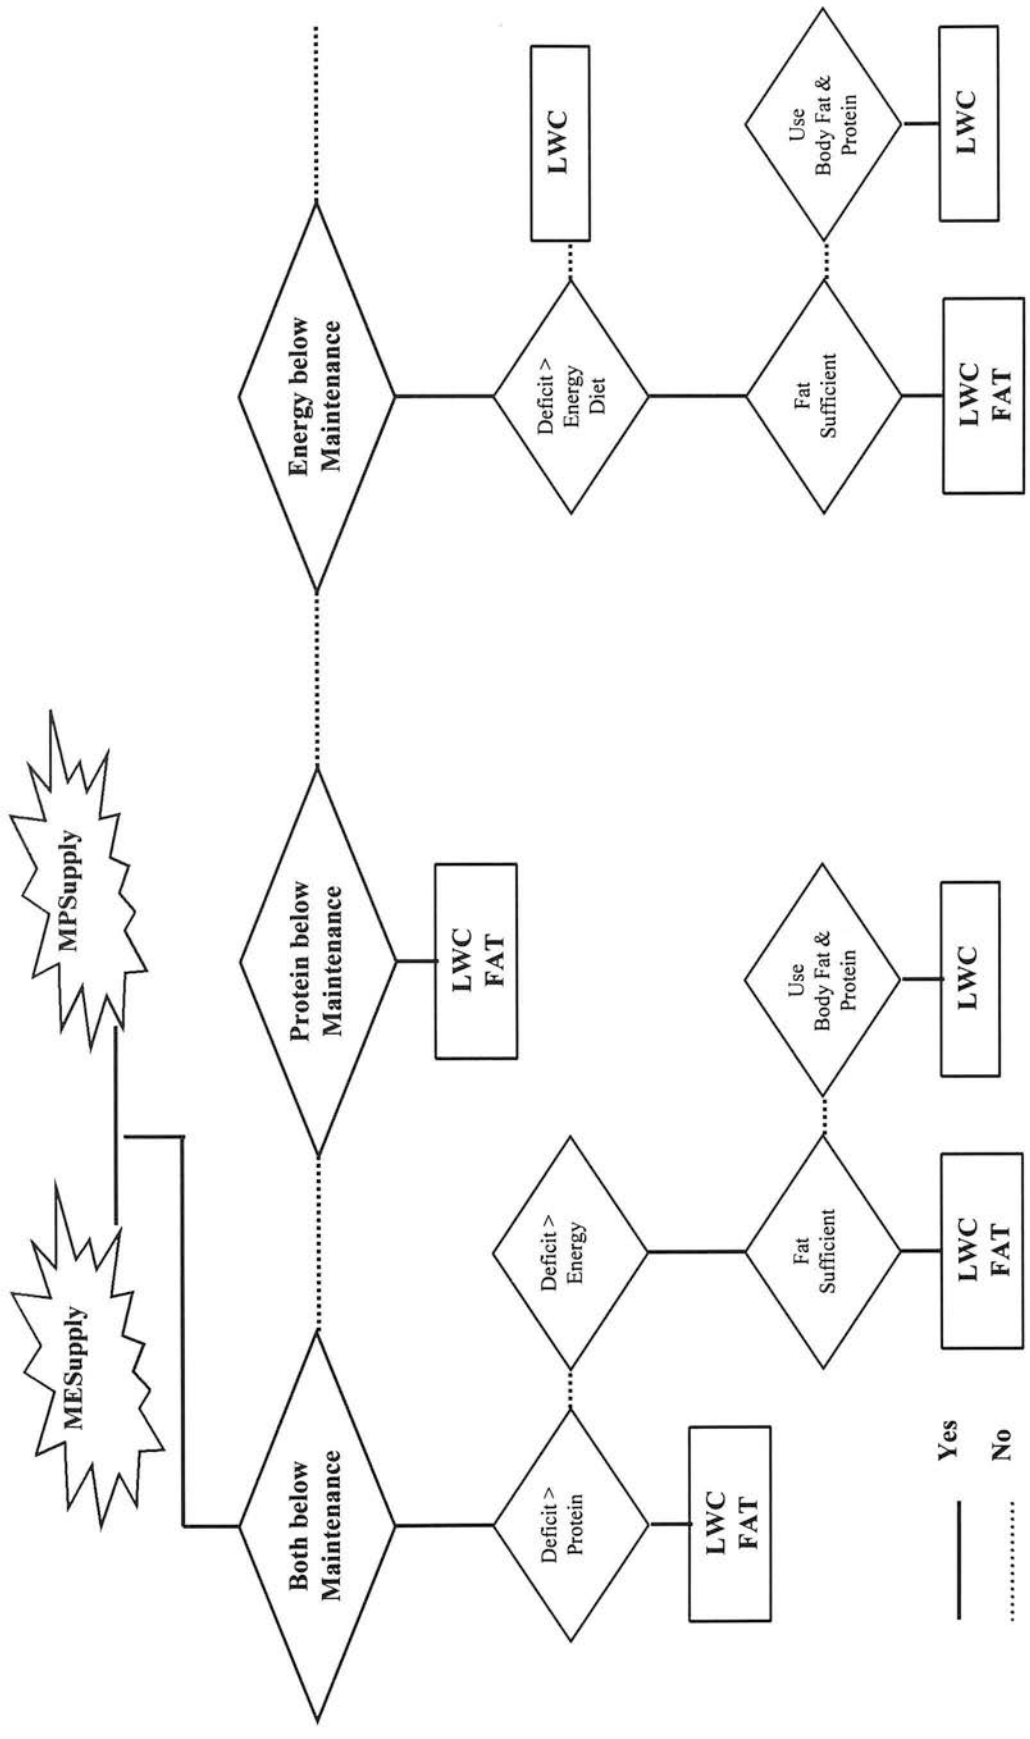 MESupply
MPSupply
Both below
Maintenance
Protein below
Maintenance
Energy below
Maintenance
Deficit >
Protein
Deficit >
Energy
LWC
FAT
Deficit >
Energy
Diet
LWC
LWC
FAT
Fat
Sufficient
Use
Body Fat &
Protein
Fat
Sufficient
Use
Body Fat &
Protein
LWC
FAT
LWC
LWC
FAT
LWC
Yes
No